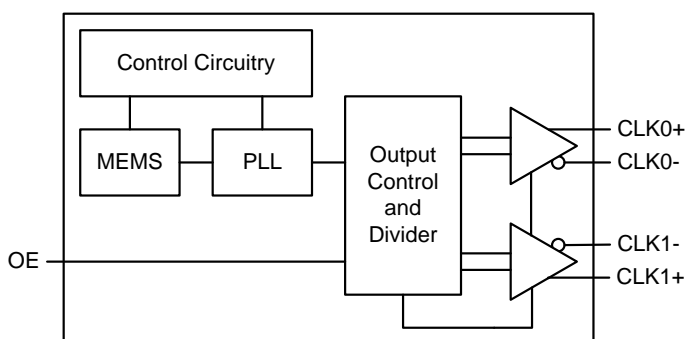 Control Circuitry
MEMS
PLL
Output
Control
and
Divider
OE
CLK0+
CLK0-
CLK1-
CLK1+